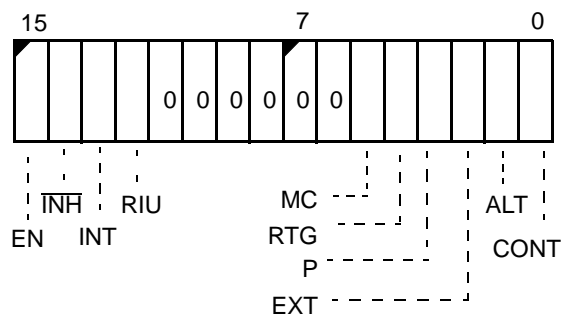 15 7 0
0 0 0 0 0 0
INH RIU MC ALT
EN INT RTG CONT
P
EXT